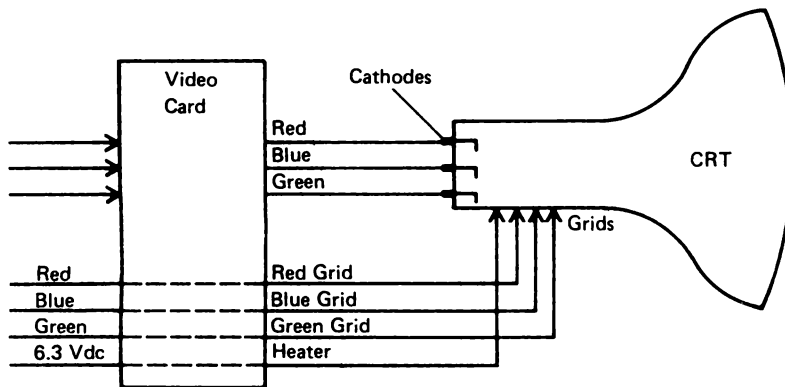 Video
Card
Cathodes
Red
Blue
Green
CRT
Grids
Red
Red Grid
Blue
Blue Grid
Green
Green Grid
6.3 Vdc
Heater